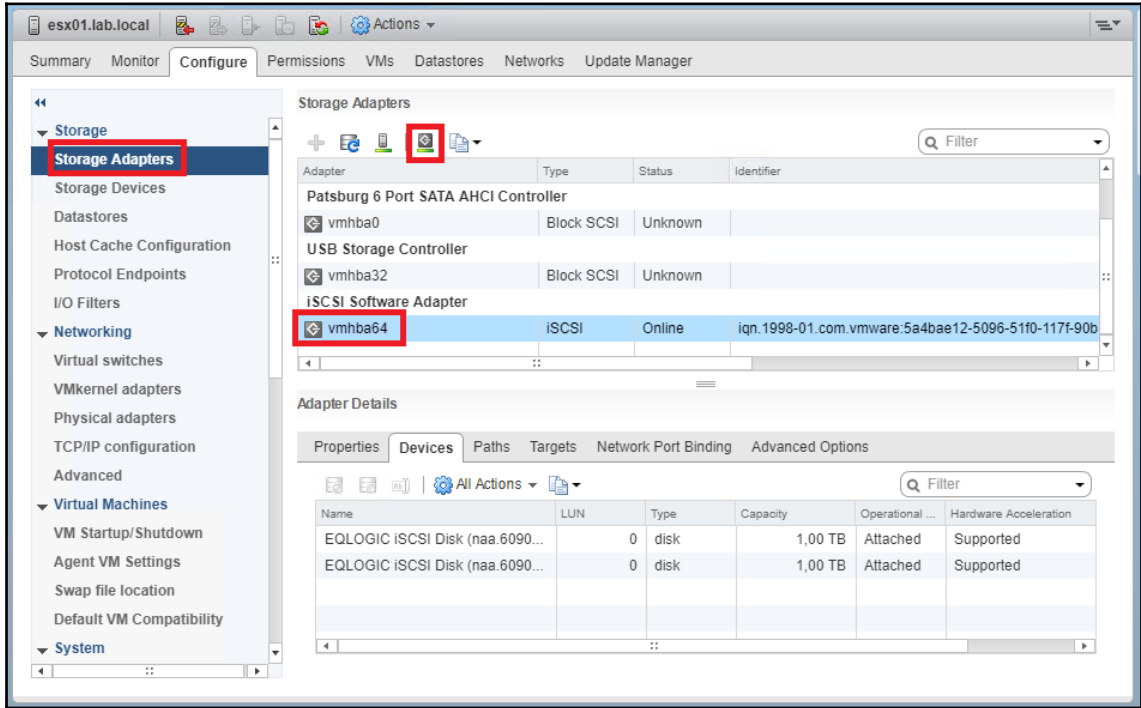 esx01.lab.local Actions
Summary Monitor Configure Permissions VMs Datastores Networks Update Manager
Storage
Storage Adapters
Storage Devices
Datastores
Host Cache Configuration
Protocol Endpoints
I/O Filters
Networking
Virtual switches
VMkernel adapters
Physical adapters
TCP/IP configuration
Advanced
Virtual Machines
VM Startup/Shutdown
Agent VM Settings
Swap file location
Default VM Compatibility
System
Storage Adapters
Filter
Adapter Type Status Identifier
Patsburg 6 Port SATA AHCI Controller
vmhba0 Block SCSI Unknown
USB Storage Controller
vmhba32 Block SCSI Unknown
iSCSI Software Adapter
vmhba64 iSCSI Online iqn.1998-01.com.vmware:5a4bae12-5096-51f0-117f-90b
Adapter Details
Properties Devices Paths Targets Network Port Binding Advanced Options
All Actions Filter
Name LUN Type Capacity Operational ... Hardware Acceleration
EQLOGIC iSCSI Disk (naa.6090... 0 disk 1,00 TB Attached Supported
EQLOGIC iSCSI Disk (naa.6090... 0 disk 1,00 TB Attached Supported